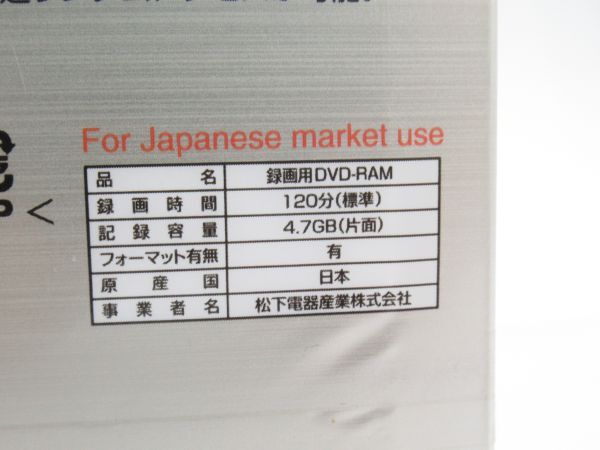 For Japanese market use
品名 録画用DVD-RAM
録画時間 120分(標準)
記録容量 4.7GB(片面)
フォーマット有無 有
原産国 日本
事業者名 松下電器産業株式会社